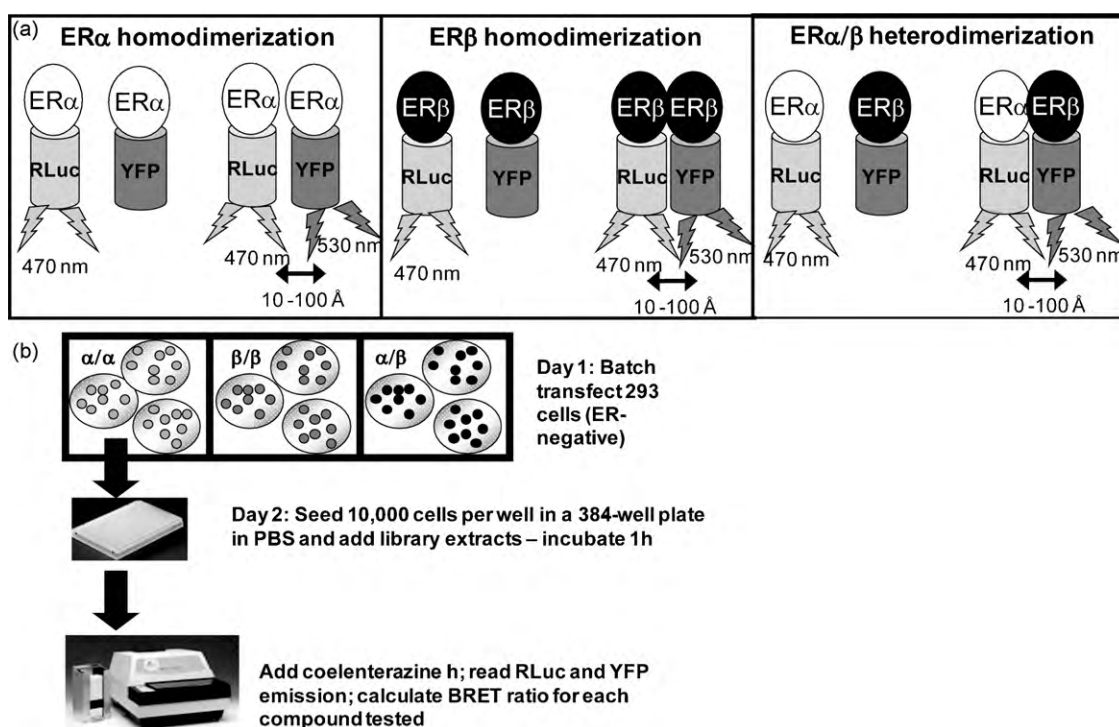 (a)
ERα homodimerization
ERα
ERα
ERα
ERα
RLuc
YFP
RLuc
YFP
470 nm
470 nm
530 nm
10 -100 Å
ERβ homodimerization
ERβ
ERβ
ERβ
ERβ
RLuc
YFP
RLuc
YFP
470 nm
470 nm
530 nm
10 -100 Å
ERα/β heterodimerization
ERα
ERβ
ERα
ERβ
RLuc
YFP
RLuc
YFP
470 nm
470 nm
530 nm
10 -100 Å
(b)
α/α
β/β
α/β
Day 1: Batch
transfect 293
cells (ER-
negative)
Day 2: Seed 10,000 cells per well in a 384-well plate
in PBS and add library extracts – incubate 1h
Add coelenterazine h; read RLuc and YFP
emission; calculate BRET ratio for each
compound tested